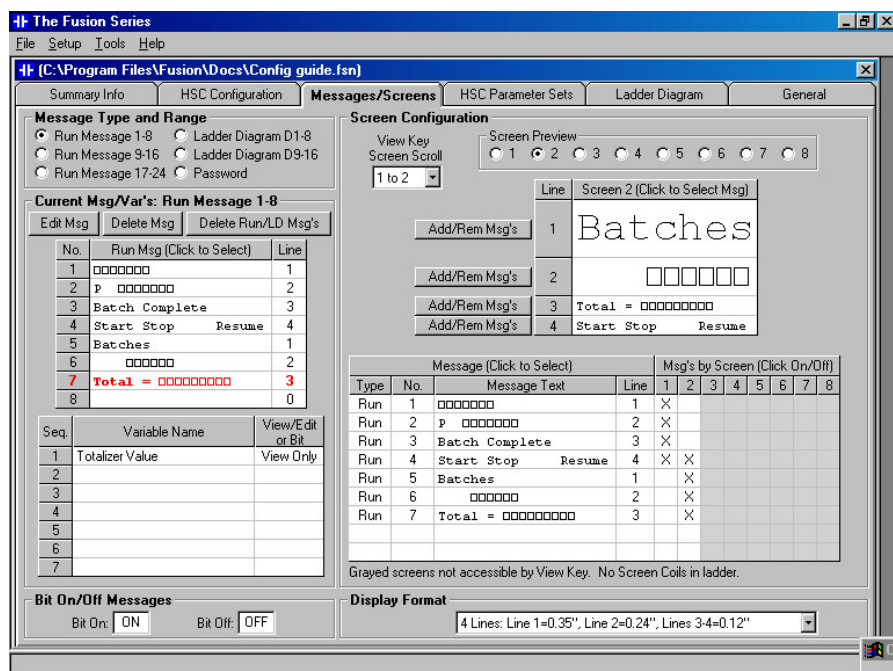 The Fusion Series
File Setup Tools Help
(C:\Program Files\Fusion\Docs\Config guide.fsn)
Summary Info HSC Configuration Messages/Screens HSC Parameter Sets Ladder Diagram General
Message Type and Range
Run Message 1-8 Ladder Diagram D1-8
Run Message 9-16 Ladder Diagram D9-16
Run Message 17-24 Password
Current Msg/Var's: Run Message 1-8
Edit Msg Delete Msg Delete Run/LD Msg's
No. Run Msg (Click to Select) Line
1 □□□□□□□ 1
2 P □□□□□□□ 2
3 Batch Complete 3
4 Start Stop Resume 4
5 Batches 1
6 □□□□□□ 2
7 Total = □□□□□□□□□ 3
8 0
Seq. Variable Name View/Edit or Bit
1 Totalizer Value View Only
2
3
4
5
6
7
Bit On/Off Messages
Bit On: ON Bit Off: OFF
Screen Configuration
View Key
Screen Scroll
1 to 2
Screen Preview
1 2 3 4 5 6 7 8
Line Screen 2 (Click to Select Msg)
Add/Rem Msg's 1 Batches
Add/Rem Msg's 2 □□□□□□
Add/Rem Msg's 3 Total = □□□□□□□□□
Add/Rem Msg's 4 Start Stop Resume
Message (Click to Select) Msg's by Screen (Click On/Off)
Type No. Message Text Line 1 2 3 4 5 6 7 8
Run 1 □□□□□□□ 1 X
Run 2 P □□□□□□□ 2 X
Run 3 Batch Complete 3 X
Run 4 Start Stop Resume 4 X X
Run 5 Batches 1 X
Run 6 □□□□□□ 2 X
Run 7 Total = □□□□□□□□□ 3 X
Grayed screens not accessible by View Key. No Screen Coils in ladder.
Display Format
4 Lines: Line 1=0.35", Line 2=0.24", Lines 3-4=0.12"